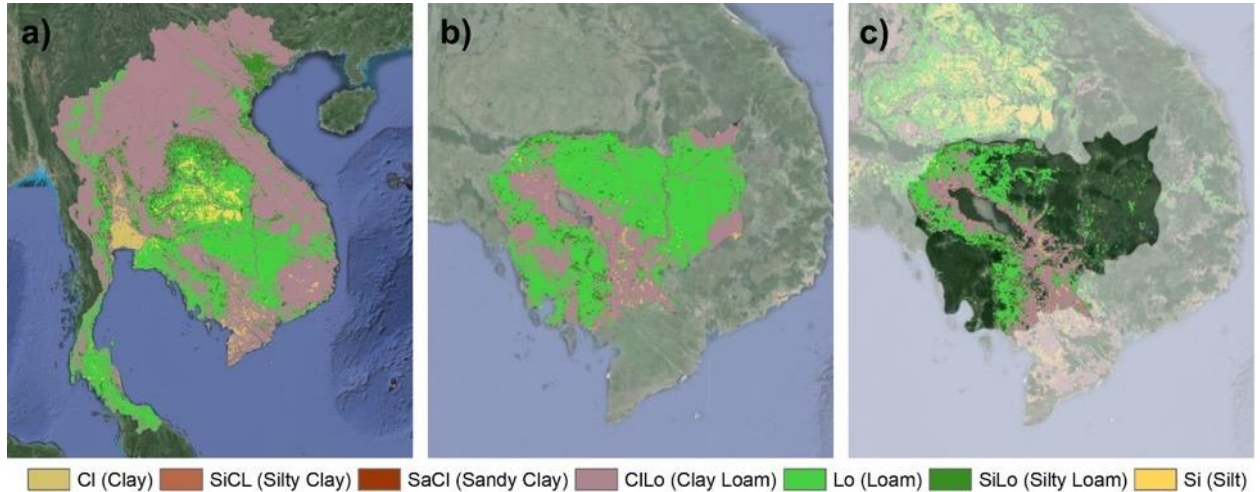 a)
b)
c)
Cl (Clay) SiCL (Silty Clay) SaCl (Sandy Clay) ClLo (Clay Loam) Lo (Loam) SiLo (Silty Loam) Si (Silt)